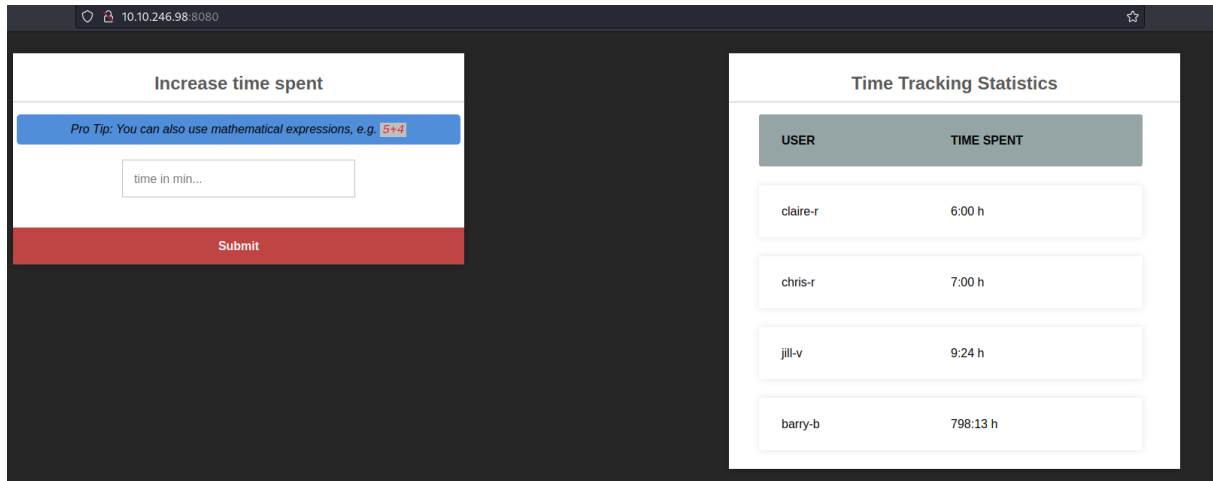 10.10.246.98:8080
Increase time spent
Pro Tip: You can also use mathematical expressions, e.g. 5+4
time in min...
Submit
Time Tracking Statistics
USER TIME SPENT
claire-r 6:00 h
chris-r 7:00 h
jill-v 9:24 h
barry-b 798:13 h